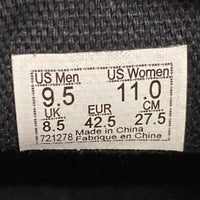 US Men US Women
9.5 11.0
UK EUR CM
8.5 42.5 27.5
Made in China
721278 Fabrique en Chine